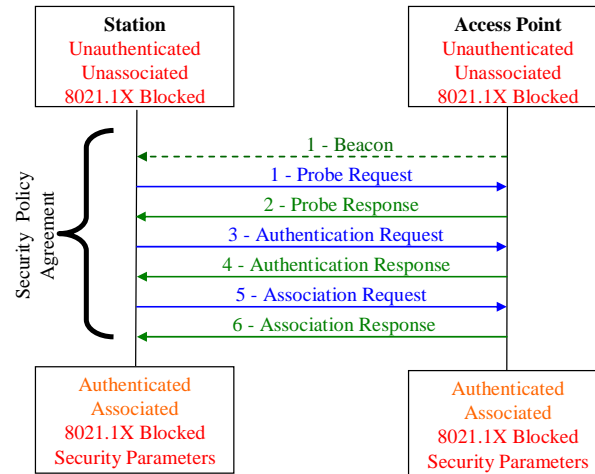 Station
Unauthenticated
Unassociated
8021.1X Blocked
Access Point
Unauthenticated
Unassociated
8021.1X Blocked
Security Policy
Agreement
1 - Beacon
1 - Probe Request
2 - Probe Response
3 - Authentication Request
4 - Authentication Response
5 - Association Request
6 - Association Response
Authenticated
Associated
8021.1X Blocked
Security Parameters
Authenticated
Associated
8021.1X Blocked
Security Parameters